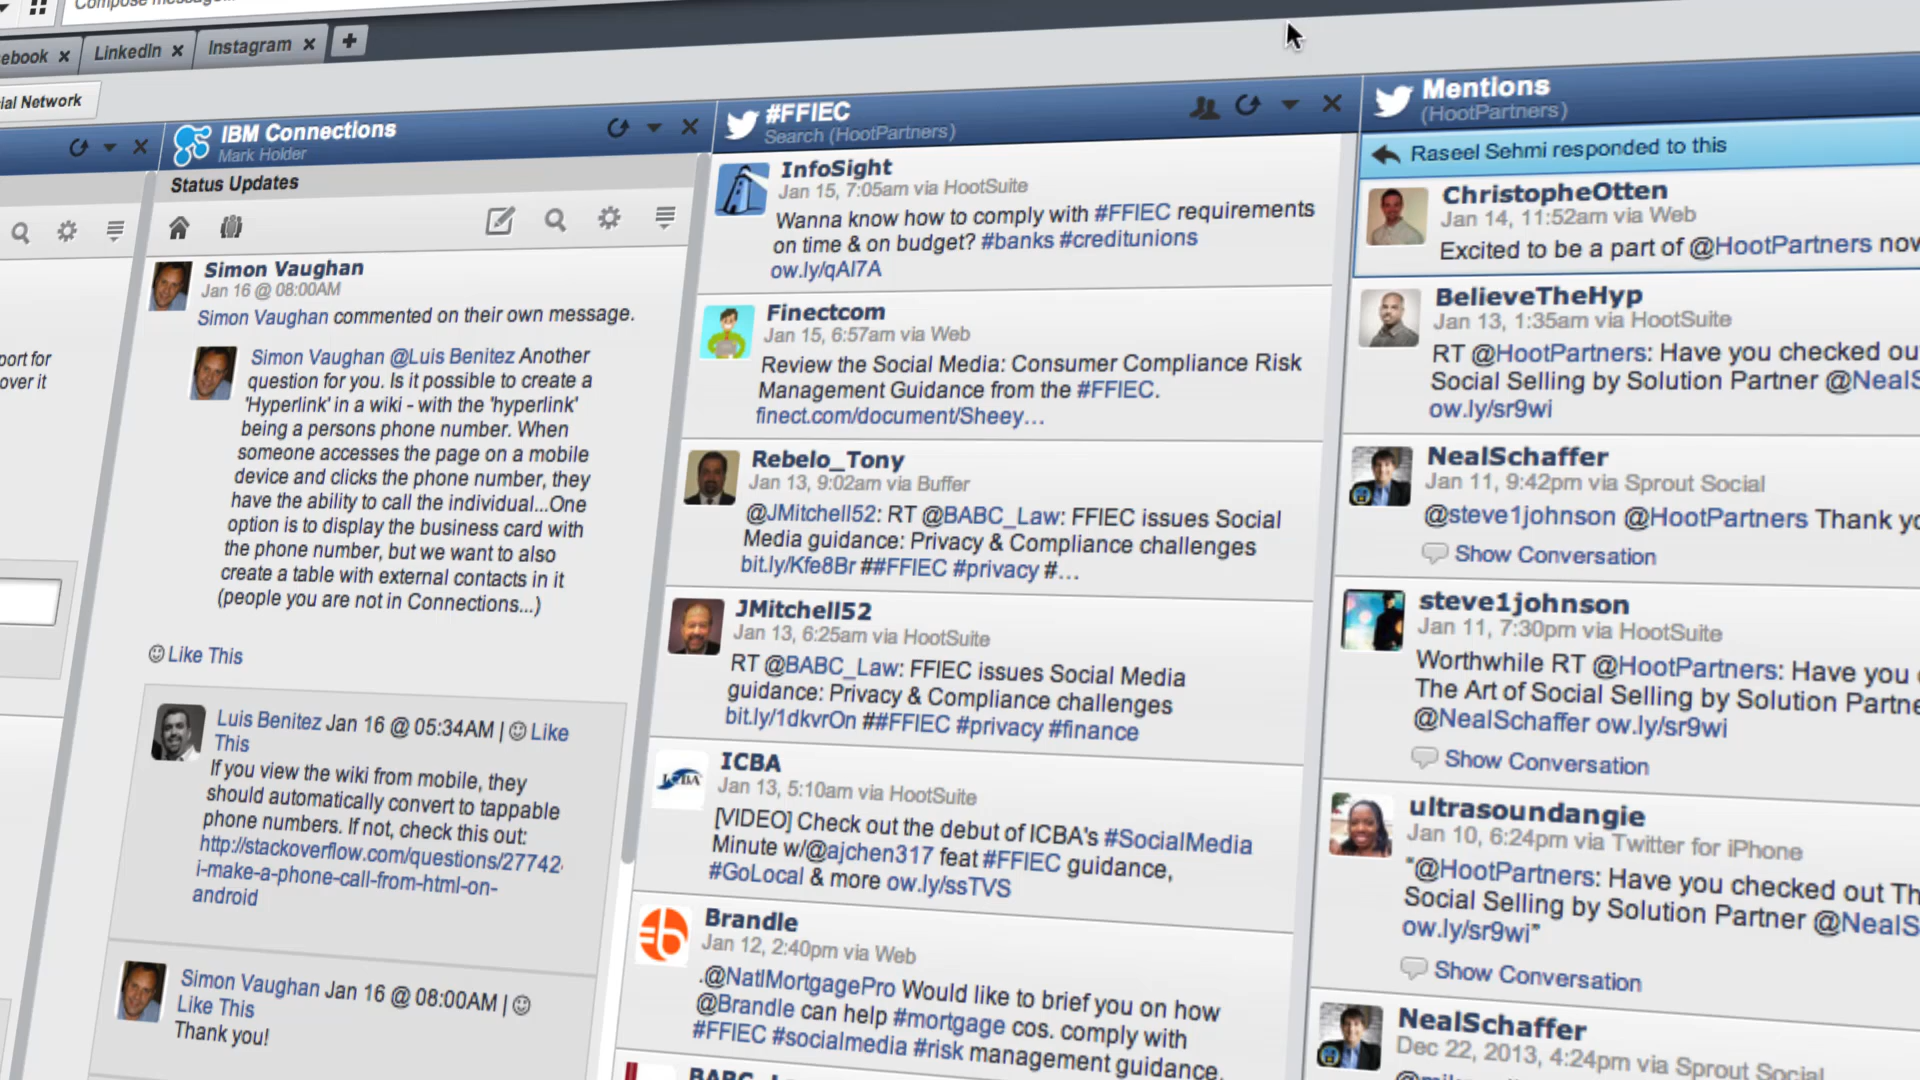 Compose message...
ebook
LinkedIn
Instagram
ial Network
port for
over it
IBM Connections
Mark Holder
Status Updates
Simon Vaughan
Jan 16 @ 08:00AM
Simon Vaughan commented on their own message.
Simon Vaughan @Luis Benitez Another
question for you. Is it possible to create a
'Hyperlink' in a wiki - with the 'hyperlink'
being a persons phone number. When
someone accesses the page on a mobile
device and clicks the phone number, they
have the ability to call the individual...One
option is to display the business card with
the phone number, but we want to also
create a table with external contacts in it
(people you are not in Connections...)
Like This
Luis Benitez Jan 16 @ 05:34AM | Like
This
If you view the wiki from mobile, they
should automatically convert to tappable
phone numbers. If not, check this out:
http://stackoverflow.com/questions/27742
i-make-a-phone-call-from-html-on-
android
Simon Vaughan Jan 16 @ 08:00AM |
Like This
Thank you!
#FFIEC
Search (HootPartners)
InfoSight
Jan 15, 7:05am via HootSuite
Wanna know how to comply with #FFIEC requirements
on time & on budget? #banks #creditunions
ow.ly/qAI7A
Finectcom
Jan 15, 6:57am via Web
Review the Social Media: Consumer Compliance Risk
Management Guidance from the #FFIEC.
finect.com/document/Sheey...
Rebelo_Tony
Jan 13, 9:02am via Buffer
@JMitchell52: RT @BABC_Law: FFIEC issues Social
Media guidance: Privacy & Compliance challenges
bit.ly/Kfe8Br ##FFIEC #privacy #...
JMitchell52
Jan 13, 6:25am via HootSuite
RT @BABC_Law: FFIEC issues Social Media
guidance: Privacy & Compliance challenges
bit.ly/1dkvrOn ##FFIEC #privacy #finance
ICBA
Jan 13, 5:10am via HootSuite
[VIDEO] Check out the debut of ICBA's #SocialMedia
Minute w/@ajchen317 feat #FFIEC guidance,
#GoLocal & more ow.ly/ssTVS
Brandle
Jan 12, 2:40pm via Web
.@NatlMortgagePro Would like to brief you on how
@Brandle can help #mortgage cos. comply with
#FFIEC #socialmedia #risk management guidance.
Mentions
(HootPartners)
Raseel Sehmi responded to this
ChristopheOtten
Jan 14, 11:52am via Web
Excited to be a part of @HootPartners now
BelieveTheHyp
Jan 13, 1:35am via HootSuite
RT @HootPartners: Have you checked ou
Social Selling by Solution Partner @NealS
ow.ly/sr9wi
NealSchaffer
Jan 11, 9:42pm via Sprout Social
@steve1johnson @HootPartners Thank yo
Show Conversation
steve1johnson
Jan 11, 7:30pm via HootSuite
Worthwhile RT @HootPartners: Have you
The Art of Social Selling by Solution Partne
@NealSchaffer ow.ly/sr9wi
Show Conversation
ultrasoundangie
Jan 10, 6:24pm via Twitter for iPhone
“@HootPartners: Have you checked out Th
Social Selling by Solution Partner @NealS
ow.ly/sr9wi”
Show Conversation
NealSchaffer
Dec 22, 2013, 4:24pm via Sprout Social